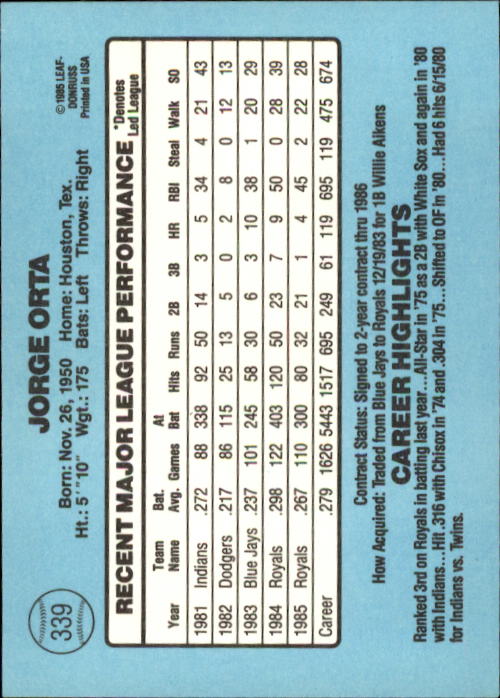 339
JORGE ORTA
©1985 LEAF-
DONRUSS
Printed in USA
Born: Nov. 26, 1950 Home: Houston, Tex.
Ht.: 5'"10" Wgt.: 175 Bats: Left Throws: Right
RECENT MAJOR LEAGUE PERFORMANCE *Denotes Led League
Year Team Name Bat. Avg. Games At Bat Hits Runs 2B 3B HR RBI Steal Walk SO
1981 Indians .272 88 338 92 50 14 3 5 34 4 21 43
1982 Dodgers .217 86 115 25 13 5 0 2 8 0 12 13
1983 Blue Jays .237 101 245 58 30 6 3 10 38 1 20 29
1984 Royals .298 122 403 120 50 23 7 9 50 0 28 39
1985 Royals .267 110 300 80 32 21 1 4 45 2 22 28
Career .279 1626 5443 1517 695 249 61 119 695 119 475 674
Contract Status: Signed to 2-year contract thru 1986
How Acquired: Traded from Blue Jays to Royals 12/19/83 for 1B Willie Aikens
CAREER HIGHLIGHTS
Ranked 3rd on Royals in batting last year...All-Star in '75 as a 2B with White Sox and again in '80
with Indians...Hit .316 with Chisox in '74 and .304 in '75...Shifted to OF in '80...Had 6 hits 6/15/80
for Indians vs. Twins.